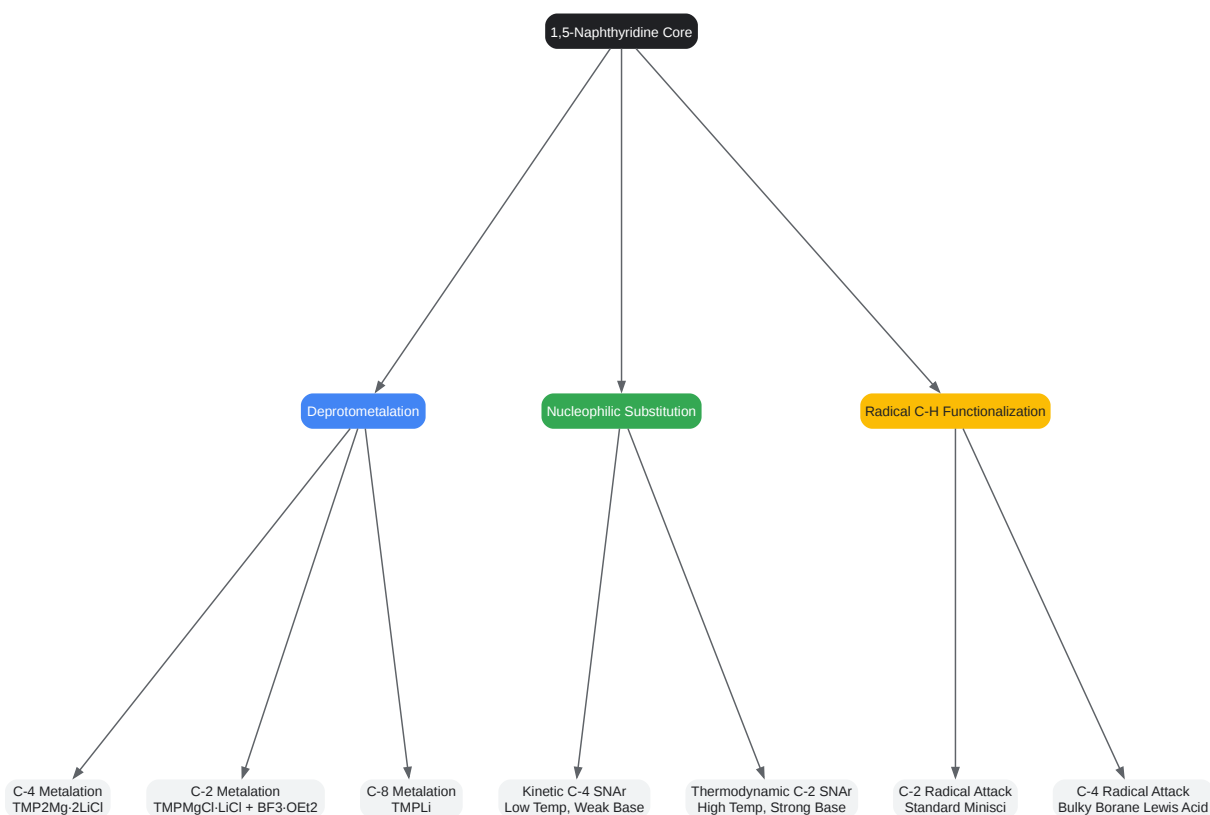 1,5-Naphthyridine Core
Deprotometalation
Nucleophilic Substitution
Radical C-H Functionalization
C-4 Metalation
TMP2Mg·2LiCl
C-2 Metalation
TMPMgCl·LiCl + BF3·OEt2
C-8 Metalation
TMPLi
Kinetic C-4 SNAr
Low Temp, Weak Base
Thermodynamic C-2 SNAr
High Temp, Strong Base
C-2 Radical Attack
Standard Minisci
C-4 Radical Attack
Bulky Borane Lewis Acid